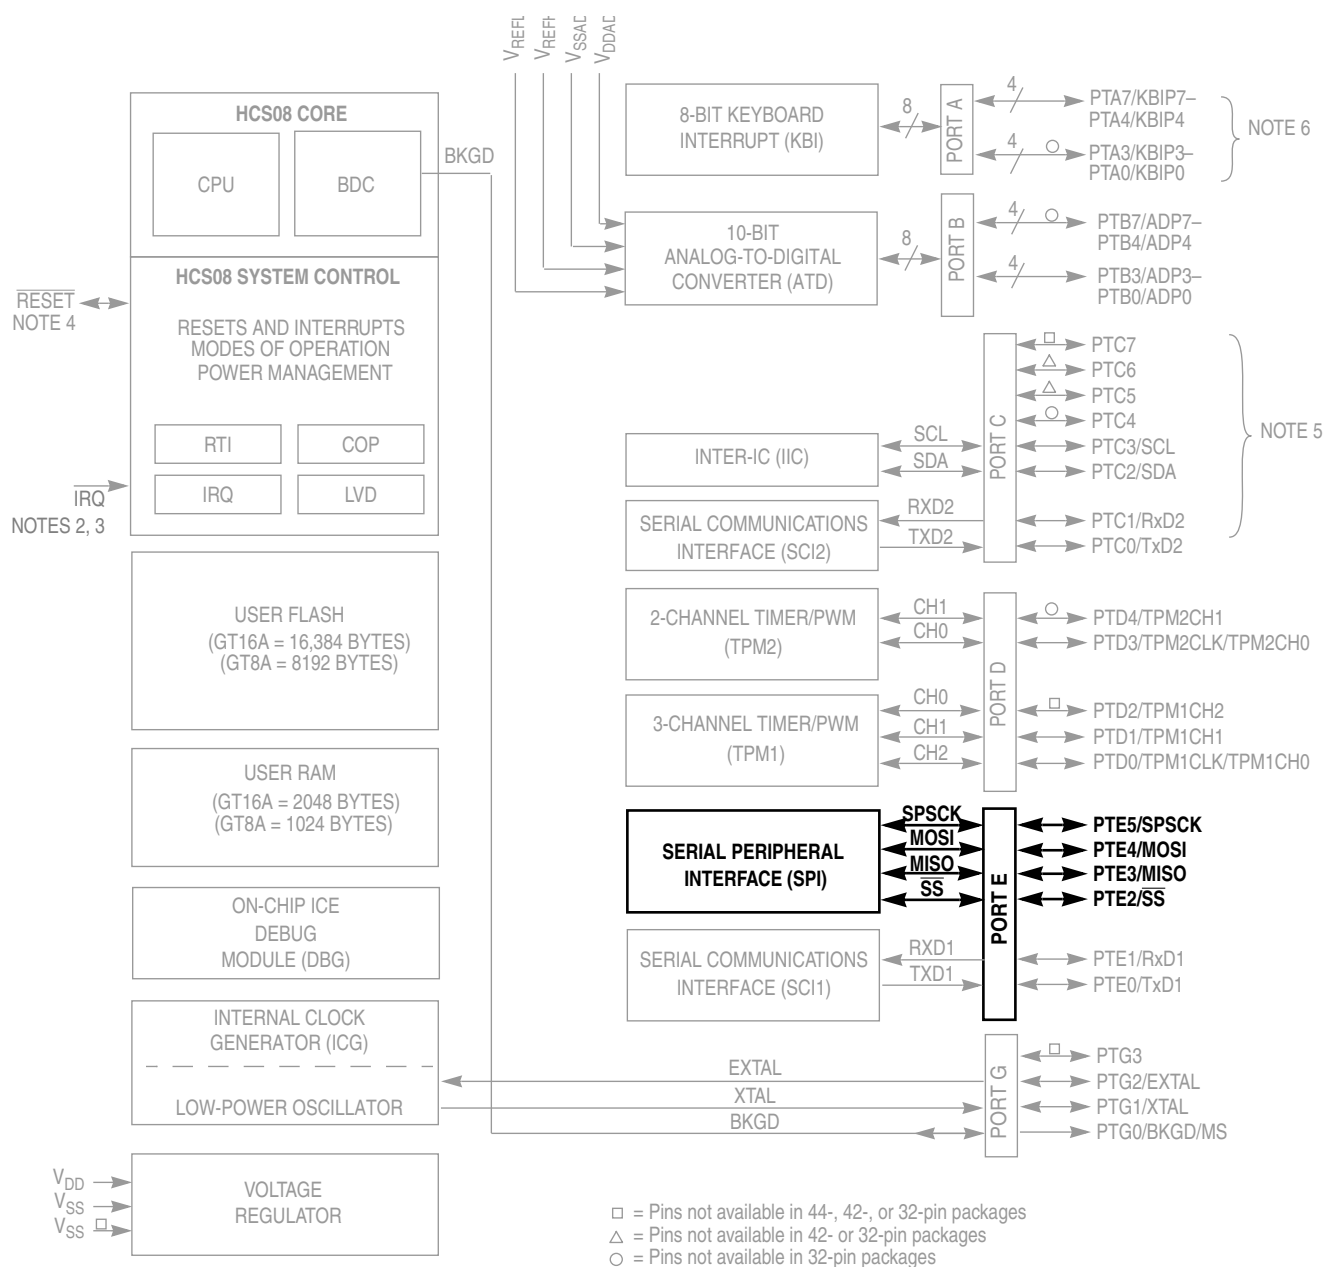 VREFL
VREFH
VSSAD
VDDAD
HCS08 CORE
CPU
BDC
BKGD
HCS08 SYSTEM CONTROL
RESET
NOTE 4
RESETS AND INTERRUPTS
MODES OF OPERATION
POWER MANAGEMENT
RTI
COP
IRQ
LVD
IRQ
NOTES 2, 3
USER FLASH
(GT16A = 16,384 BYTES)
(GT8A = 8192 BYTES)
USER RAM
(GT16A = 2048 BYTES)
(GT8A = 1024 BYTES)
ON-CHIP ICE
DEBUG
MODULE (DBG)
INTERNAL CLOCK
GENERATOR (ICG)
LOW-POWER OSCILLATOR
VDD
VSS
VSS
VOLTAGE
REGULATOR
8-BIT KEYBOARD
INTERRUPT (KBI)
8
PORT A
4
PTA7/KBIP7–
PTA4/KBIP4
4
PTA3/KBIP3–
PTA0/KBIP0
NOTE 6
10-BIT
ANALOG-TO-DIGITAL
CONVERTER (ATD)
8
PORT B
4
PTB7/ADP7–
PTB4/ADP4
4
PTB3/ADP3–
PTB0/ADP0
INTER-IC (IIC)
SCL
SDA
SERIAL COMMUNICATIONS
INTERFACE (SCI2)
RXD2
TXD2
PORT C
PTC7
PTC6
PTC5
PTC4
PTC3/SCL
PTC2/SDA
PTC1/RxD2
PTC0/TxD2
NOTE 5
2-CHANNEL TIMER/PWM
(TPM2)
CH1
CH0
3-CHANNEL TIMER/PWM
(TPM1)
CH0
CH1
CH2
PORT D
PTD4/TPM2CH1
PTD3/TPM2CLK/TPM2CH0
PTD2/TPM1CH2
PTD1/TPM1CH1
PTD0/TPM1CLK/TPM1CH0
SERIAL PERIPHERAL
INTERFACE (SPI)
SPSCK
MOSI
MISO
SS
PORT E
PTE5/SPSCK
PTE4/MOSI
PTE3/MISO
PTE2/SS
SERIAL COMMUNICATIONS
INTERFACE (SCI1)
RXD1
TXD1
PTE1/RxD1
PTE0/TxD1
EXTAL
XTAL
BKGD
PORT G
PTG3
PTG2/EXTAL
PTG1/XTAL
PTG0/BKGD/MS
□ = Pins not available in 44-, 42-, or 32-pin packages
△ = Pins not available in 42- or 32-pin packages
○ = Pins not available in 32-pin packages